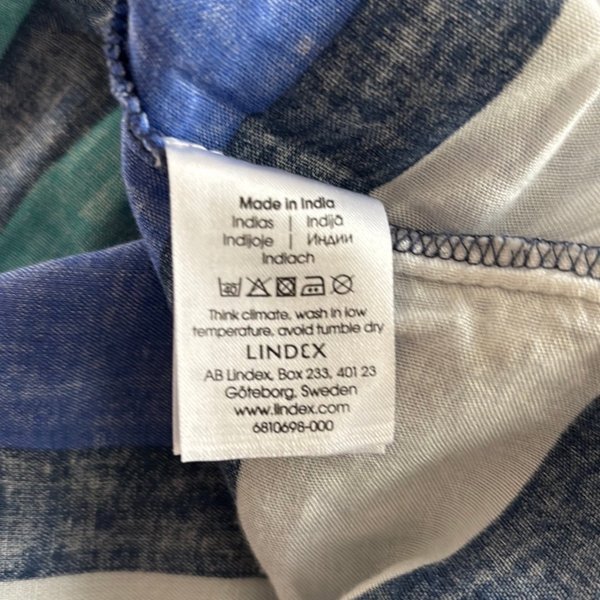 Made in India
Indias | Indijā
Indijoje | Индии
Indiach
40
Think climate, wash in low
temperature, avoid tumble dry
LINDEX
AB Lindex, Box 233, 401 23
Göteborg, Sweden
www.lindex.com
6810698-000